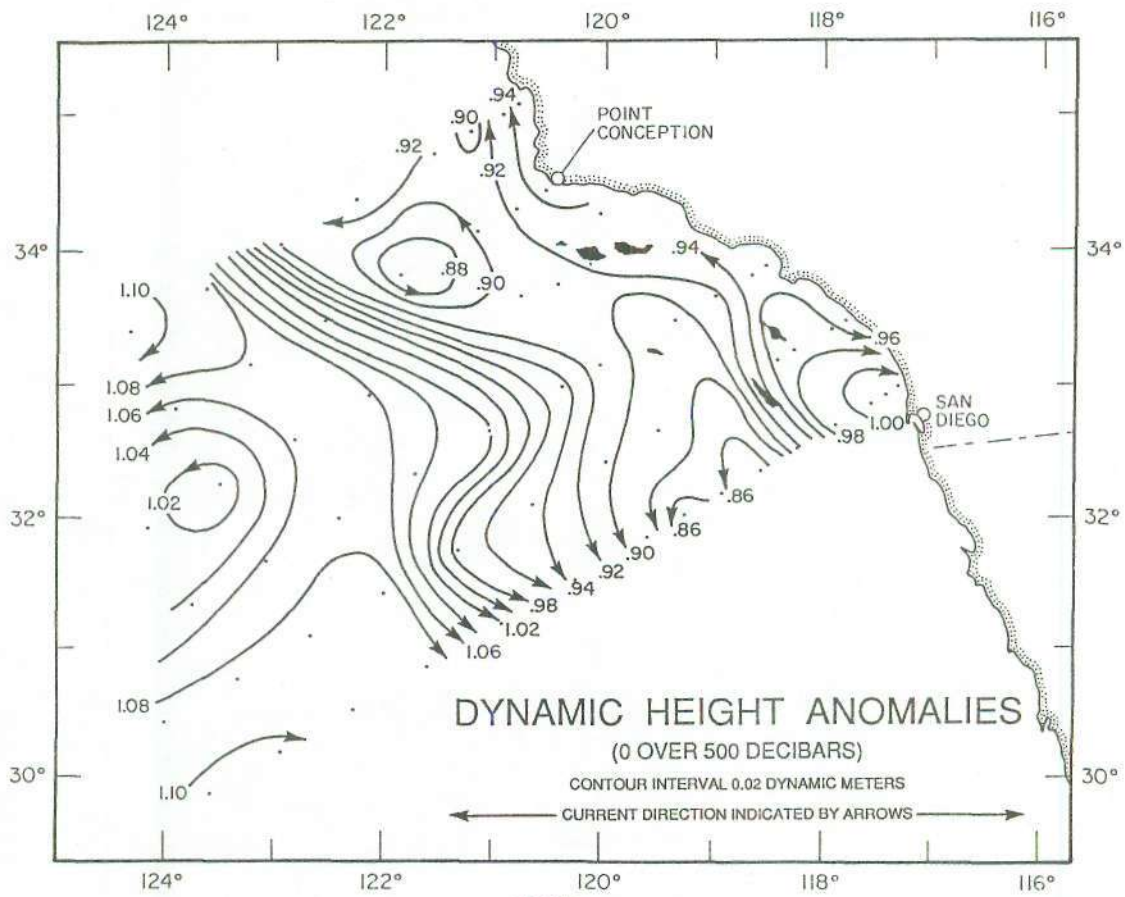 124° 122° 120° 118° 116°
.94
.90
POINT
CONCEPTION
.92
.92
34° .94 34°
.88
.90
1.10
.96
1.08
1.06
SAN
DIEGO
1.00
1.04
.98
.86
1.02
32° .86 32°
.90
.92
.94
.98
1.02
1.06
1.08
DYNAMIC HEIGHT ANOMALIES
(0 OVER 500 DECIBARS)
30° 30°
CONTOUR INTERVAL 0.02 DYNAMIC METERS
1.10
CURRENT DIRECTION INDICATED BY ARROWS
124° 122° 120° 118° 116°